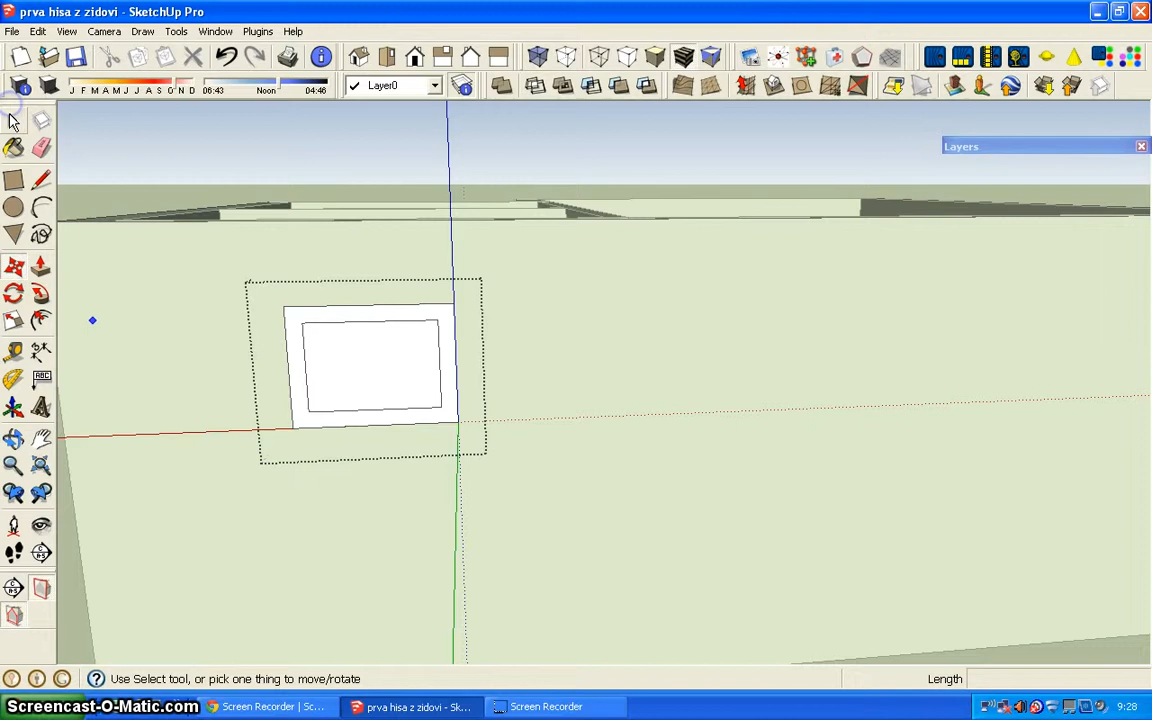 prva hisa z zidovi - SketchUp Pro
File Edit View Camera Draw Tools Window Plugins Help
J F M A M J J A S O N D 06:43 Noon 04:46 Layer0
Layers
ABC
Use Select tool, or pick one thing to move/rotate Length
Screencast-O-Matic.com Screen Recorder | Sc... prva hisa z zidovi - Sk... Screen Recorder 9:28